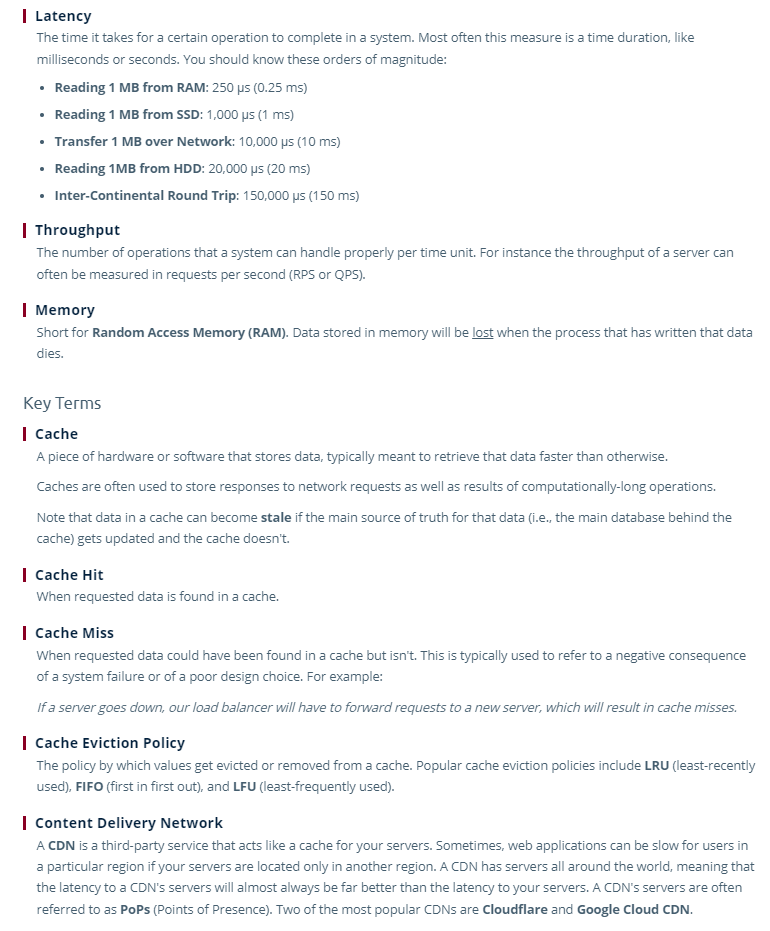 Latency
The time it takes for a certain operation to complete in a system. Most often this measure is a time duration, like
milliseconds or seconds. You should know these orders of magnitude:
• Reading 1 MB from RAM: 250 μs (0.25 ms)
• Reading 1 MB from SSD: 1,000 μs (1 ms)
• Transfer 1 MB over Network: 10,000 μs (10 ms)
• Reading 1MB from HDD: 20,000 μs (20 ms)
• Inter-Continental Round Trip: 150,000 μs (150 ms)
Throughput
The number of operations that a system can handle properly per time unit. For instance the throughput of a server can
often be measured in requests per second (RPS or QPS).
Memory
Short for Random Access Memory (RAM). Data stored in memory will be lost when the process that has written that data
dies.
Key Terms
Cache
A piece of hardware or software that stores data, typically meant to retrieve that data faster than otherwise.
Caches are often used to store responses to network requests as well as results of computationally-long operations.
Note that data in a cache can become stale if the main source of truth for that data (i.e., the main database behind the
cache) gets updated and the cache doesn't.
Cache Hit
When requested data is found in a cache.
Cache Miss
When requested data could have been found in a cache but isn't. This is typically used to refer to a negative consequence
of a system failure or of a poor design choice. For example:
If a server goes down, our load balancer will have to forward requests to a new server, which will result in cache misses.
Cache Eviction Policy
The policy by which values get evicted or removed from a cache. Popular cache eviction policies include LRU (least-recently
used), FIFO (first in first out), and LFU (least-frequently used).
Content Delivery Network
A CDN is a third-party service that acts like a cache for your servers. Sometimes, web applications can be slow for users in
a particular region if your servers are located only in another region. A CDN has servers all around the world, meaning that
the latency to a CDN's servers will almost always be far better than the latency to your servers. A CDN's servers are often
referred to as PoPs (Points of Presence). Two of the most popular CDNs are Cloudflare and Google Cloud CDN.